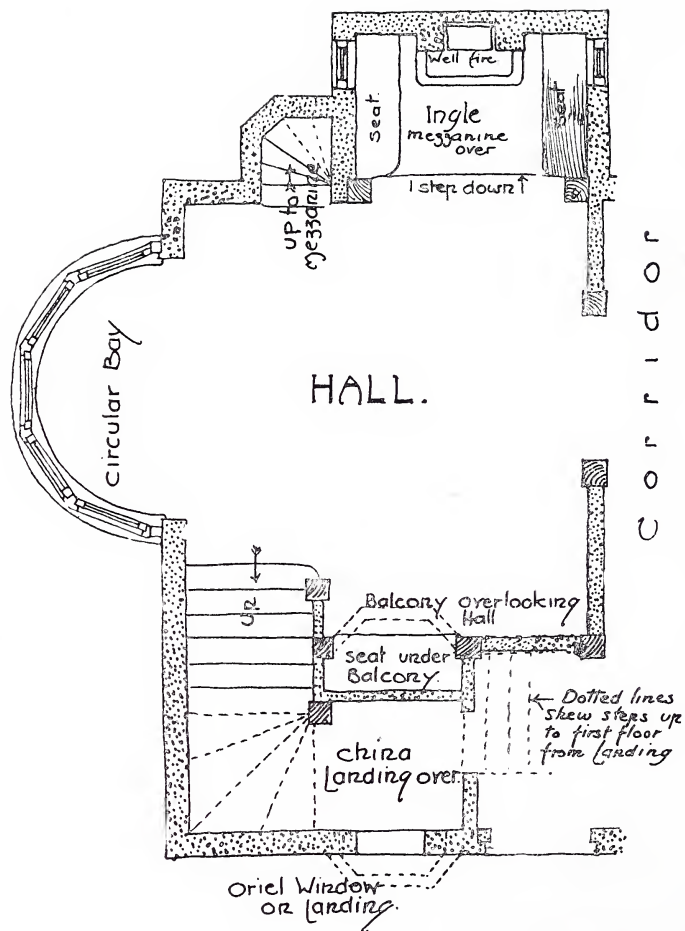 Well fire
Seat.
Ingle
mezzanine
over
Seat
1 step down
UP to
Mezzanine
Corridor
Circular Bay
HALL.
UP
Balcony overlooking
Hall
Seat under
Balcony.
Dotted lines
Skew steps up
to first floor
from Landing
China
Landing over
Oriel Window
on Landing.